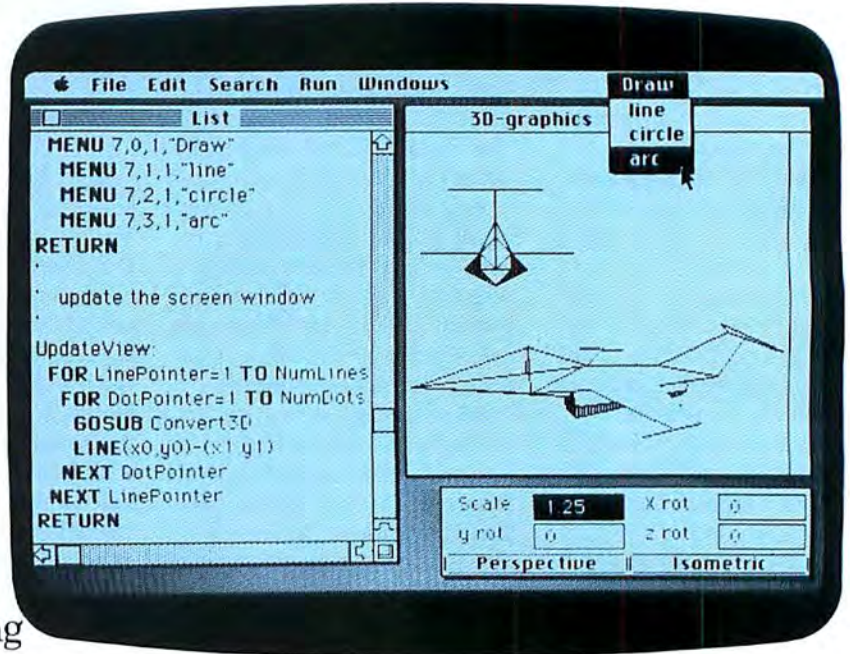 File Edit Search Run Windows Draw
line
circle
arc
List
MENU 7,0,1,"Draw"
MENU 7,1,1,"line"
MENU 7,2,1,"circle"
MENU 7,3,1,"arc"
RETURN
'
' update the screen window
'
UpdateView:
FOR LinePointer=1 TO NumLines
FOR DotPointer=1 TO NumDots
GOSUB Convert3D
LINE(x0,y0)-(x1,y1)
NEXT DotPointer
NEXT LinePointer
RETURN
3D-graphics
Scale 1.25 X rot 0
y rot 0 z rot 0
Perspective Isometric